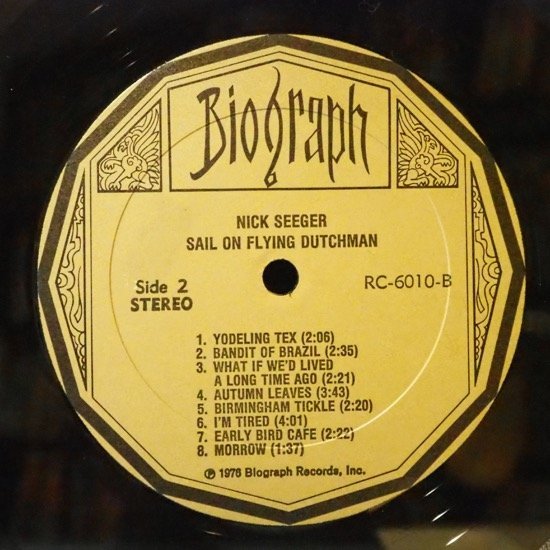 Biograph
NICK SEEGER
SAIL ON FLYING DUTCHMAN
Side 2
STEREO
RC-6010-B
1. YODELING TEX (2:06)
2. BANDIT OF BRAZIL (2:35)
3. WHAT IF WE'D LIVED
A LONG TIME AGO (2:21)
4. AUTUMN LEAVES (3:43)
5. BIRMINGHAM TICKLE (2:20)
6. I'M TIRED (4:01)
7. EARLY BIRD CAFE (2:22)
8. MORROW (1:37)
℗ 1976 Biograph Records, Inc.